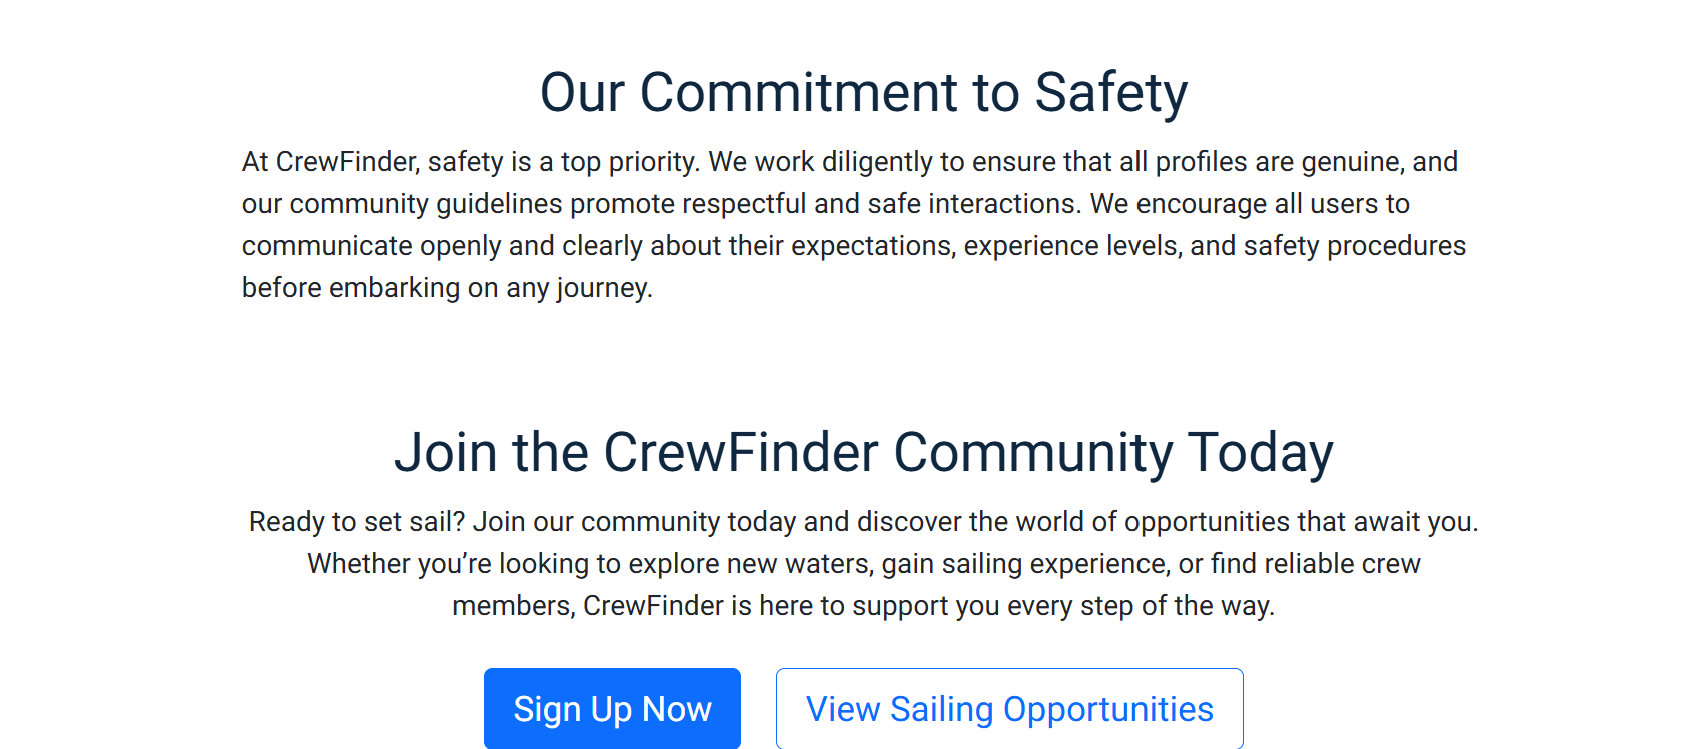 Our Commitment to Safety
At CrewFinder, safety is a top priority. We work diligently to ensure that all profiles are genuine, and
our community guidelines promote respectful and safe interactions. We encourage all users to
communicate openly and clearly about their expectations, experience levels, and safety procedures
before embarking on any journey.
Join the CrewFinder Community Today
Ready to set sail? Join our community today and discover the world of opportunities that await you.
Whether you’re looking to explore new waters, gain sailing experience, or find reliable crew
members, CrewFinder is here to support you every step of the way.
Sign Up Now
View Sailing Opportunities